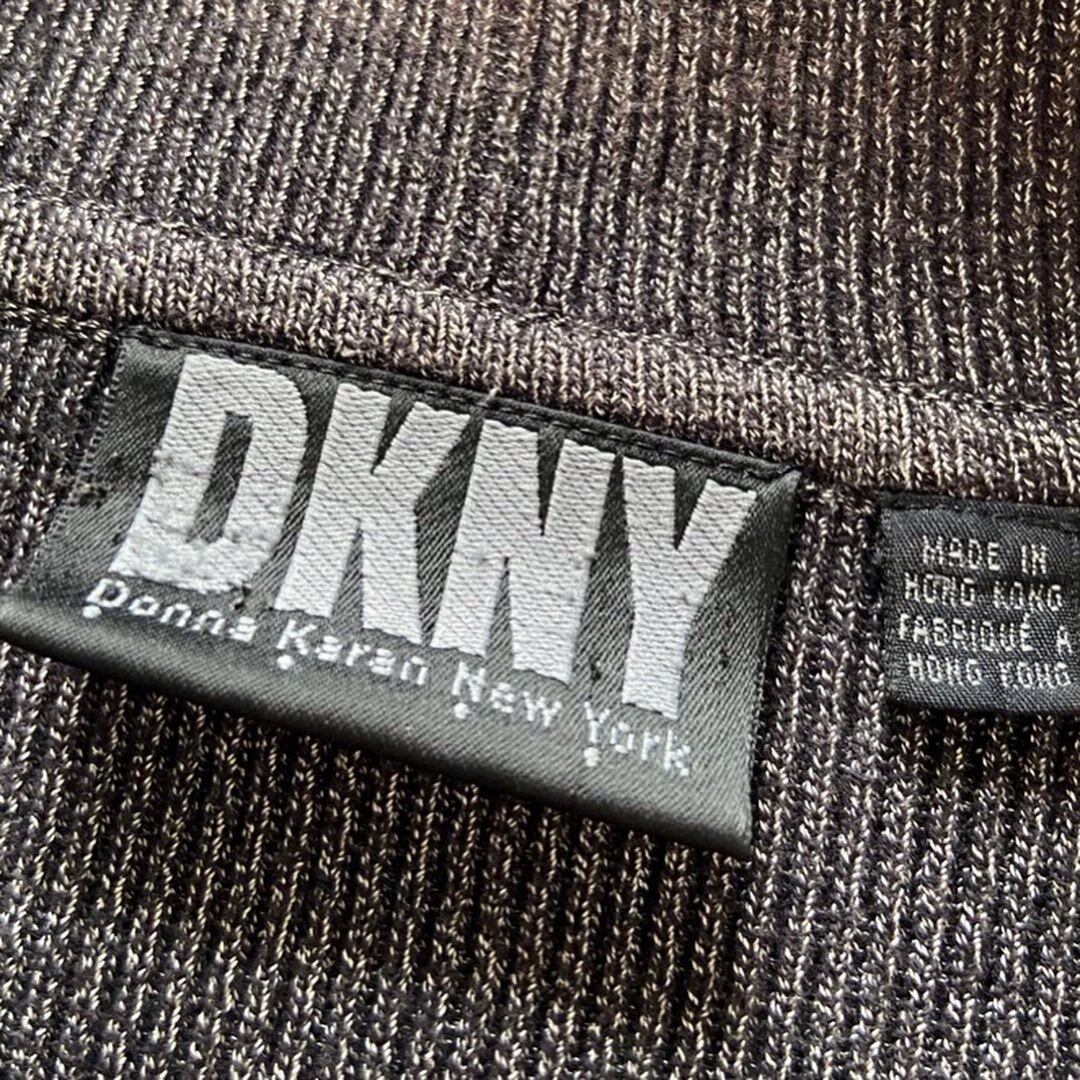 DKNY
Donna Karan New York
MADE IN
HONG KONG
FABRIQUÉ A
HONG KONG